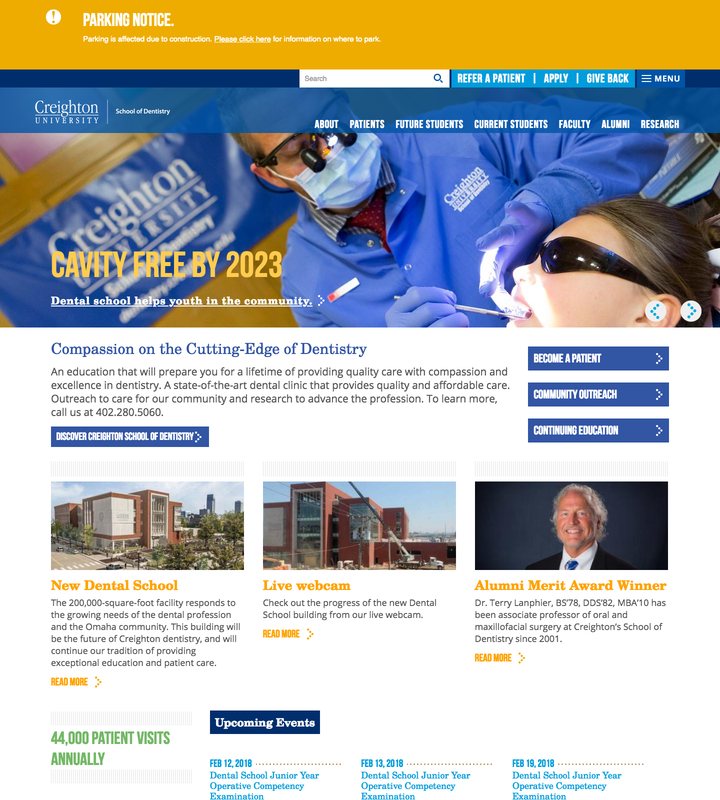 PARKING NOTICE.
Parking is affected due to construction. Please click here for information on where to park.
Search
REFER A PATIENT | APPLY | GIVE BACK
MENU
Creighton
UNIVERSITY
School of Dentistry
ABOUT PATIENTS FUTURE STUDENTS CURRENT STUDENTS FACULTY ALUMNI RESEARCH
Creighton
UNIVERSITY
School of Dentistry
Creighton
UNIVERSITY
CAVITY FREE BY 2023
Dental school helps youth in the community.
Compassion on the Cutting-Edge of Dentistry
An education that will prepare you for a lifetime of providing quality care with compassion and
excellence in dentistry. A state-of-the-art dental clinic that provides quality and affordable care.
Outreach to care for our community and research to advance the profession. To learn more,
call us at 402.280.5060.
DISCOVER CREIGHTON SCHOOL OF DENTISTRY
BECOME A PATIENT
COMMUNITY OUTREACH
CONTINUING EDUCATION
New Dental School
The 200,000-square-foot facility responds to
the growing needs of the dental profession
and the Omaha community. This building will
be the future of Creighton dentistry, and will
continue our tradition of providing
exceptional education and patient care.
READ MORE
Live webcam
Check out the progress of the new Dental
School building from our live webcam.
READ MORE
Alumni Merit Award Winner
Dr. Terry Lanphier, BS'78, DDS'82, MBA'10 has
been associate professor of oral and
maxillofacial surgery at Creighton's School of
Dentistry since 2001.
READ MORE
44,000 PATIENT VISITS
ANNUALLY
Upcoming Events
FEB 12, 2018
Dental School Junior Year
Operative Competency
Examination
FEB 13, 2018
Dental School Junior Year
Operative Competency
Examination
FEB 19, 2018
Dental School Junior Year
Operative Competency
Examination